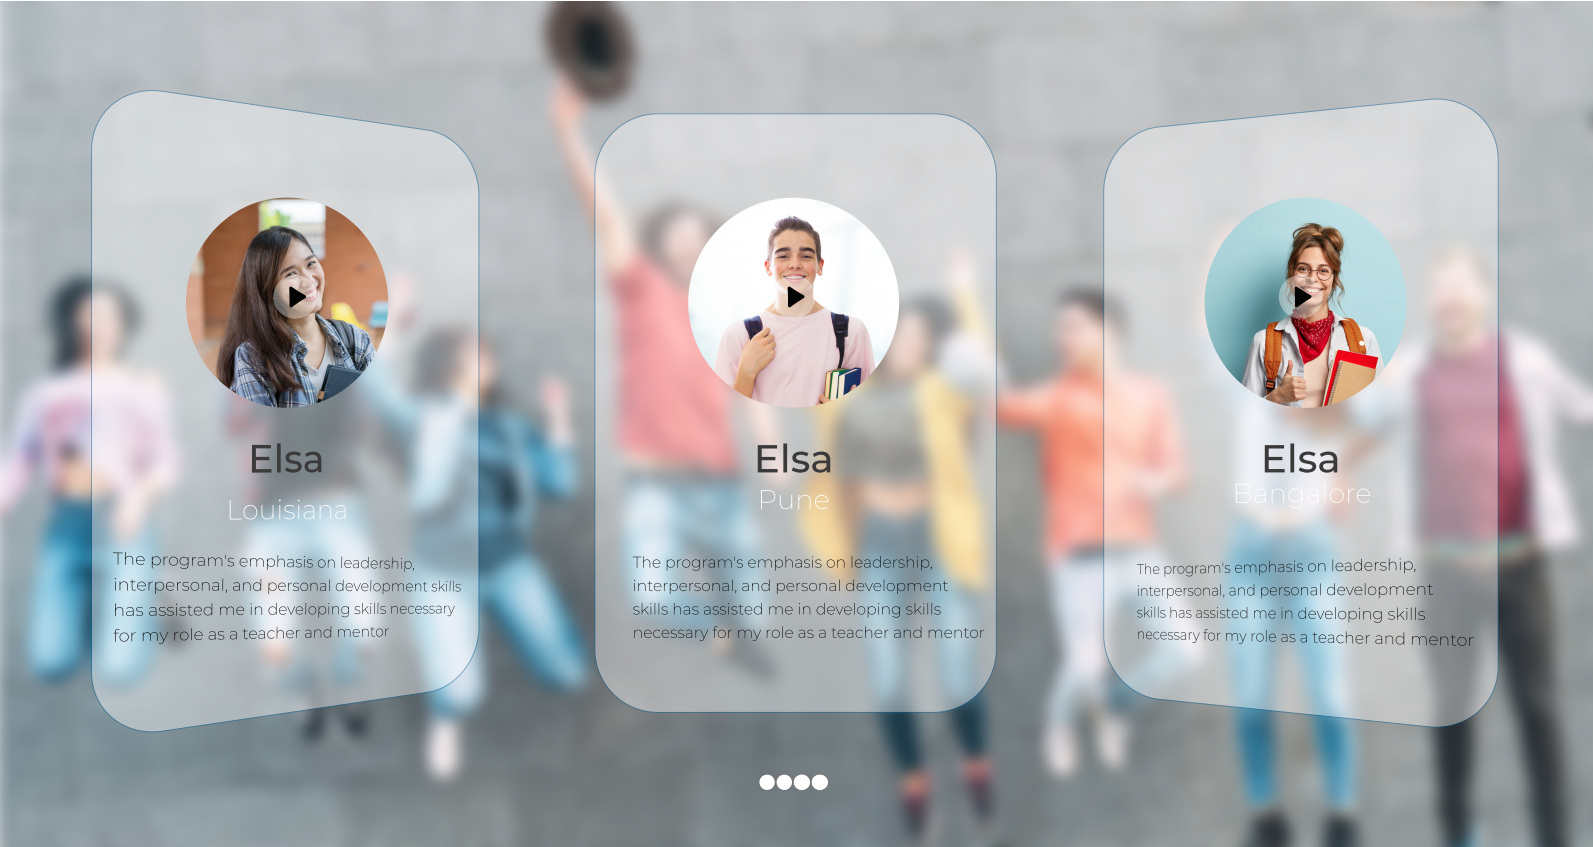 Elsa
Louisiana
The program's emphasis on leadership,
interpersonal, and personal development skills
has assisted me in developing skills necessary
for my role as a teacher and mentor
Elsa
Pune
The program's emphasis on leadership,
interpersonal, and personal development
skills has assisted me in developing skills
necessary for my role as a teacher and mentor
Elsa
Bangalore
The program's emphasis on leadership,
interpersonal, and personal development
skills has assisted me in developing skills
necessary for my role as a teacher and mentor